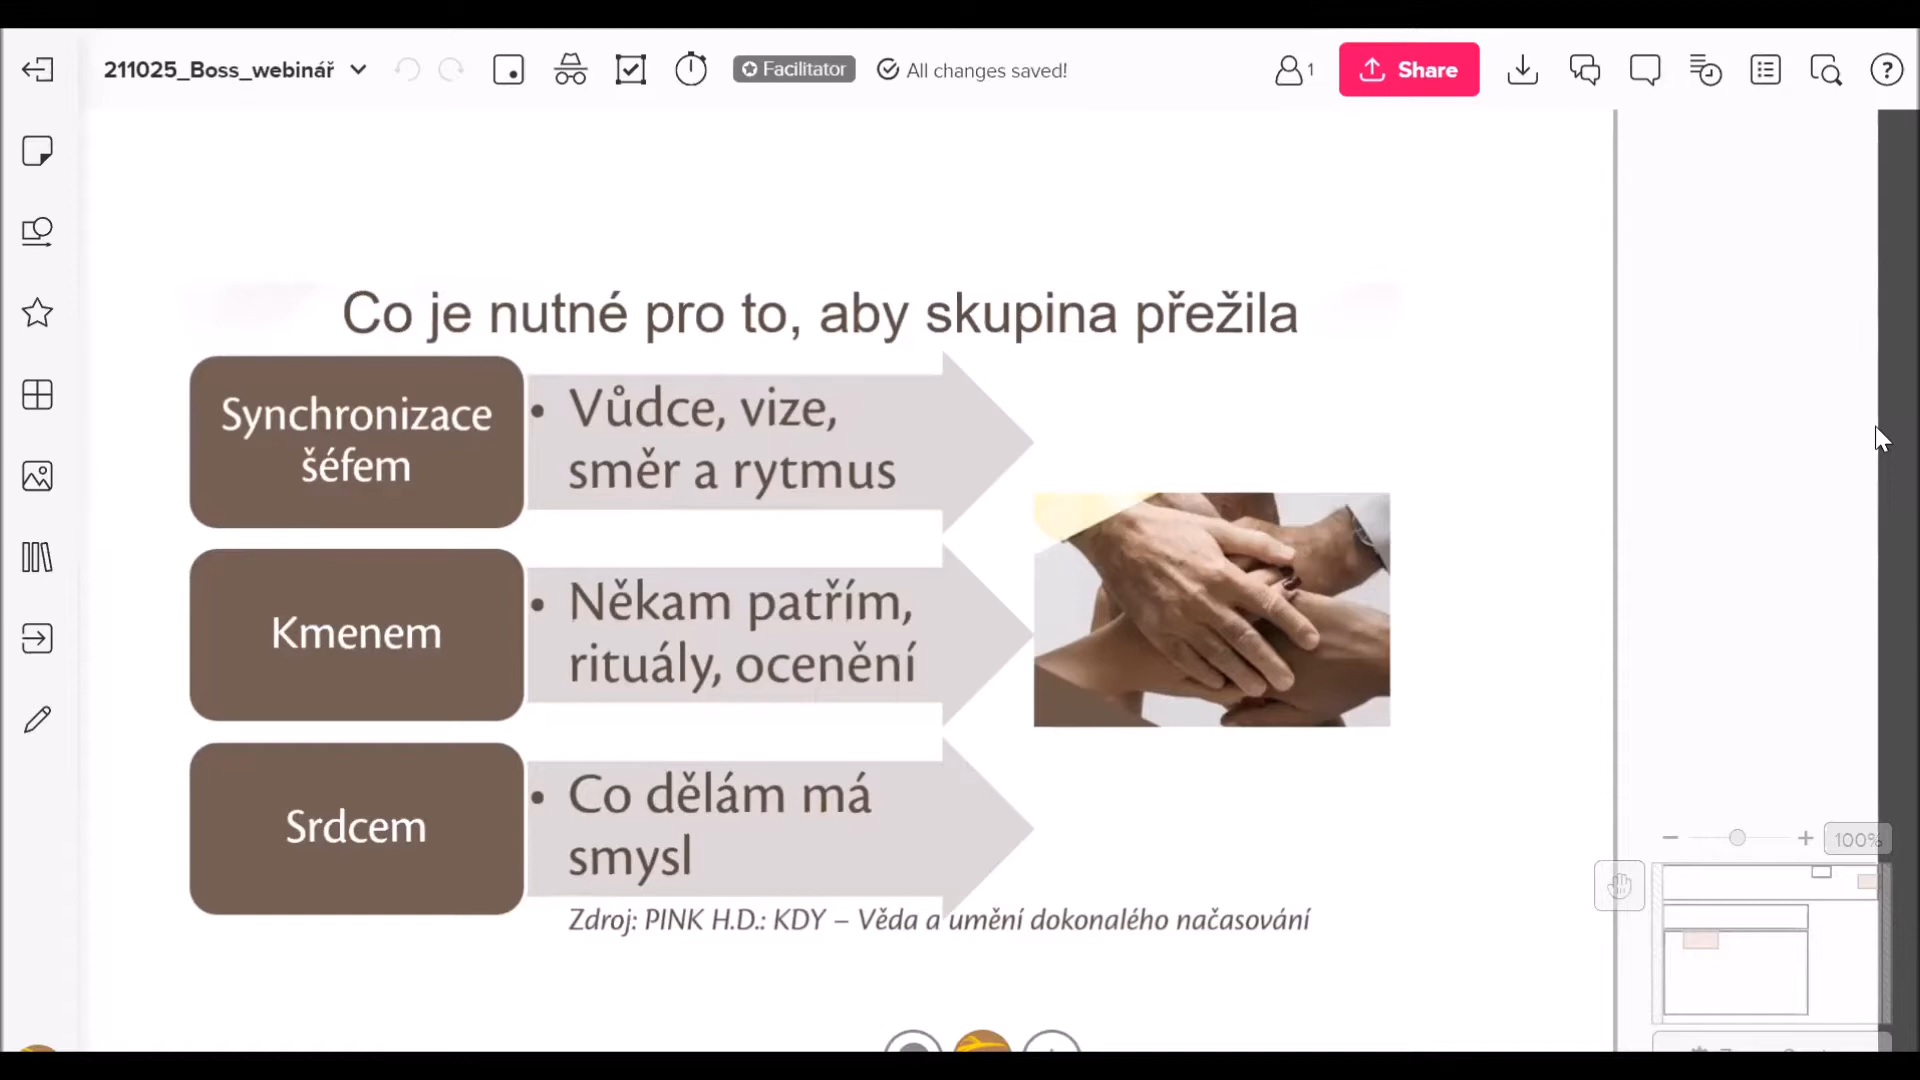 211025_Boss_webinář
Facilitator
All changes saved!
1
Share
Co je nutné pro to, aby skupina přežila
Synchronizace
šéfem
• Vůdce, vize,
směr a rytmus
Kmenem
• Někam patřím,
rituály, ocenění
Srdcem
• Co dělám má
smysl
Zdroj: PINK H.D.: KDY – Věda a umění dokonalého načasování
100%